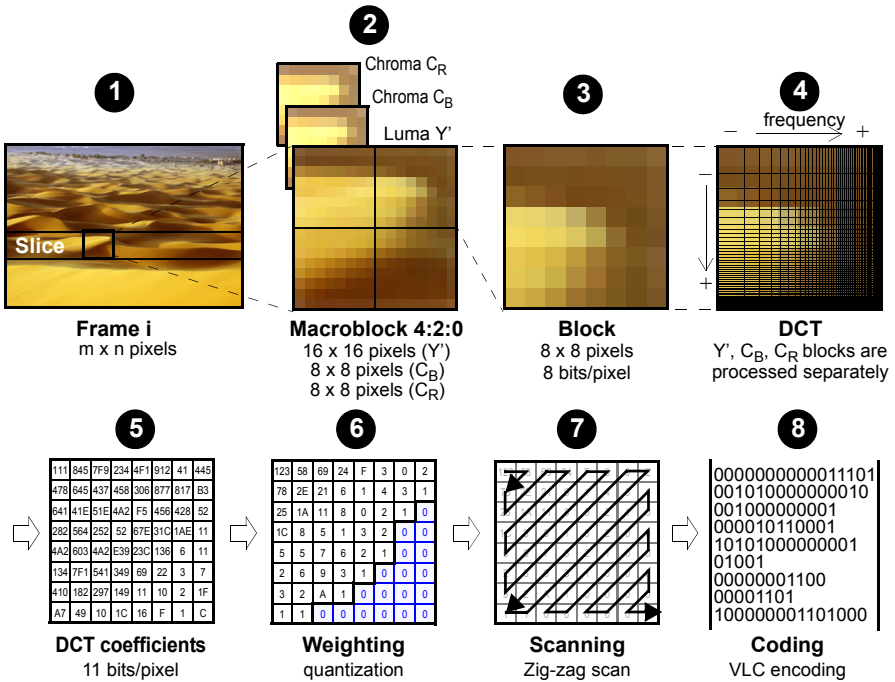 1
2
3
4
Chroma CR
Chroma CB
Luma Y’
frequency
− +
−
+
Slice
Frame i
m x n pixels
Macroblock 4:2:0
16 x 16 pixels (Y’)
8 x 8 pixels (CB)
8 x 8 pixels (CR)
Block
8 x 8 pixels
8 bits/pixel
DCT
Y’, CB, CR blocks are
processed separately
5
6
7
8
111 845 7F9 234 4F1 912 41 445
478 645 437 458 306 877 817 B3
641 41E 51E 4A2 F5 456 428 52
282 564 252 52 67E 31C 1AE 11
4A2 603 4A2 E39 23C 136 6 11
134 7F1 541 349 69 22 3 7
410 182 297 149 11 10 2 1F
A7 49 10 1C 16 F 1 C
DCT coefficients
11 bits/pixel
123 58 69 24 F 3 0 2
78 2E 21 6 1 4 3 1
25 1A 11 8 0 2 1 0
1C 8 5 1 3 2 0 0
5 5 7 6 2 1 0 0
2 6 9 3 1 0 0 0
3 2 A 1 0 0 0 0
1 1 0 0 0 0 0 0
Weighting
quantization
Scanning
Zig-zag scan
0000000000011101
001010000000010
001000000001
000010110001
10101000000001
01001
00000001100
00001101
100000001101000
Coding
VLC encoding